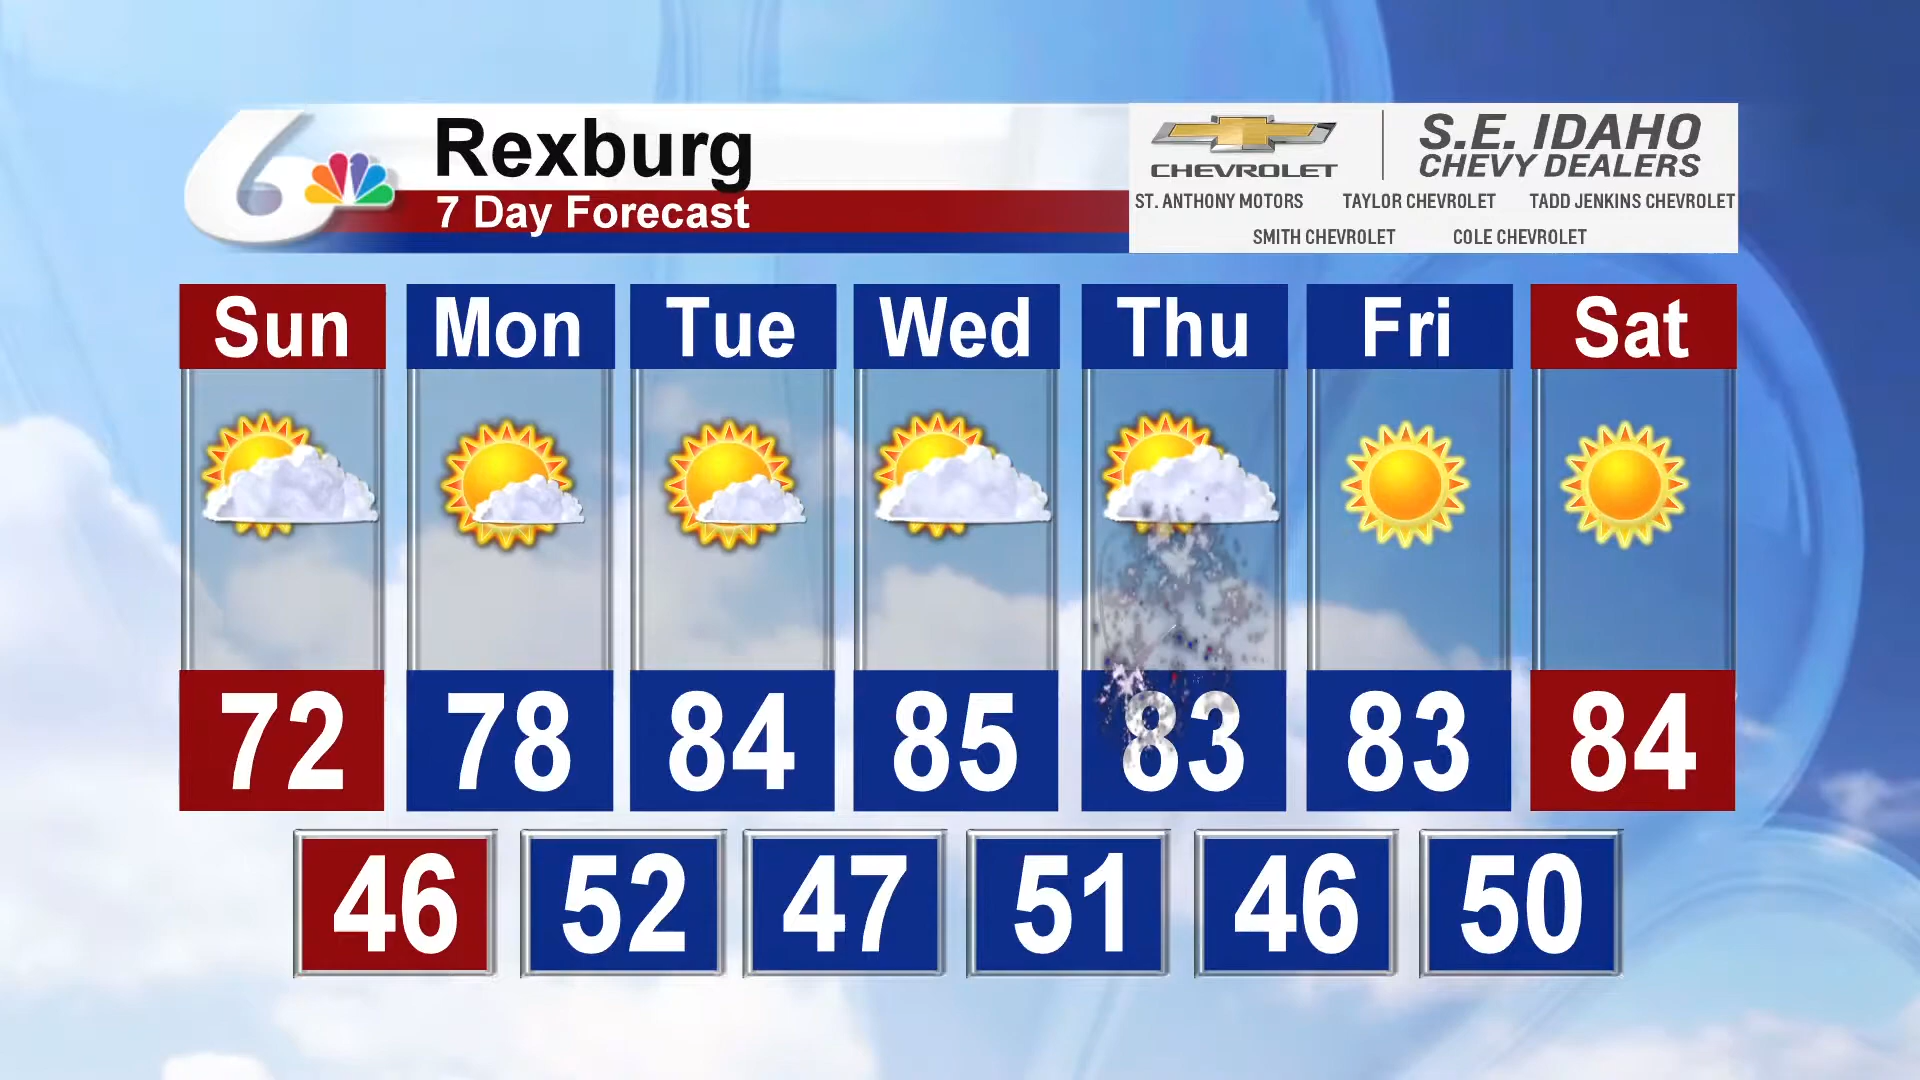 6
Rexburg
7 Day Forecast
CHEVROLET
S.E. IDAHO
CHEVY DEALERS
ST. ANTHONY MOTORS TAYLOR CHEVROLET TADD JENKINS CHEVROLET
SMITH CHEVROLET COLE CHEVROLET
Sun Mon Tue Wed Thu Fri Sat
72 78 84 85 83 83 84
46 52 47 51 46 50